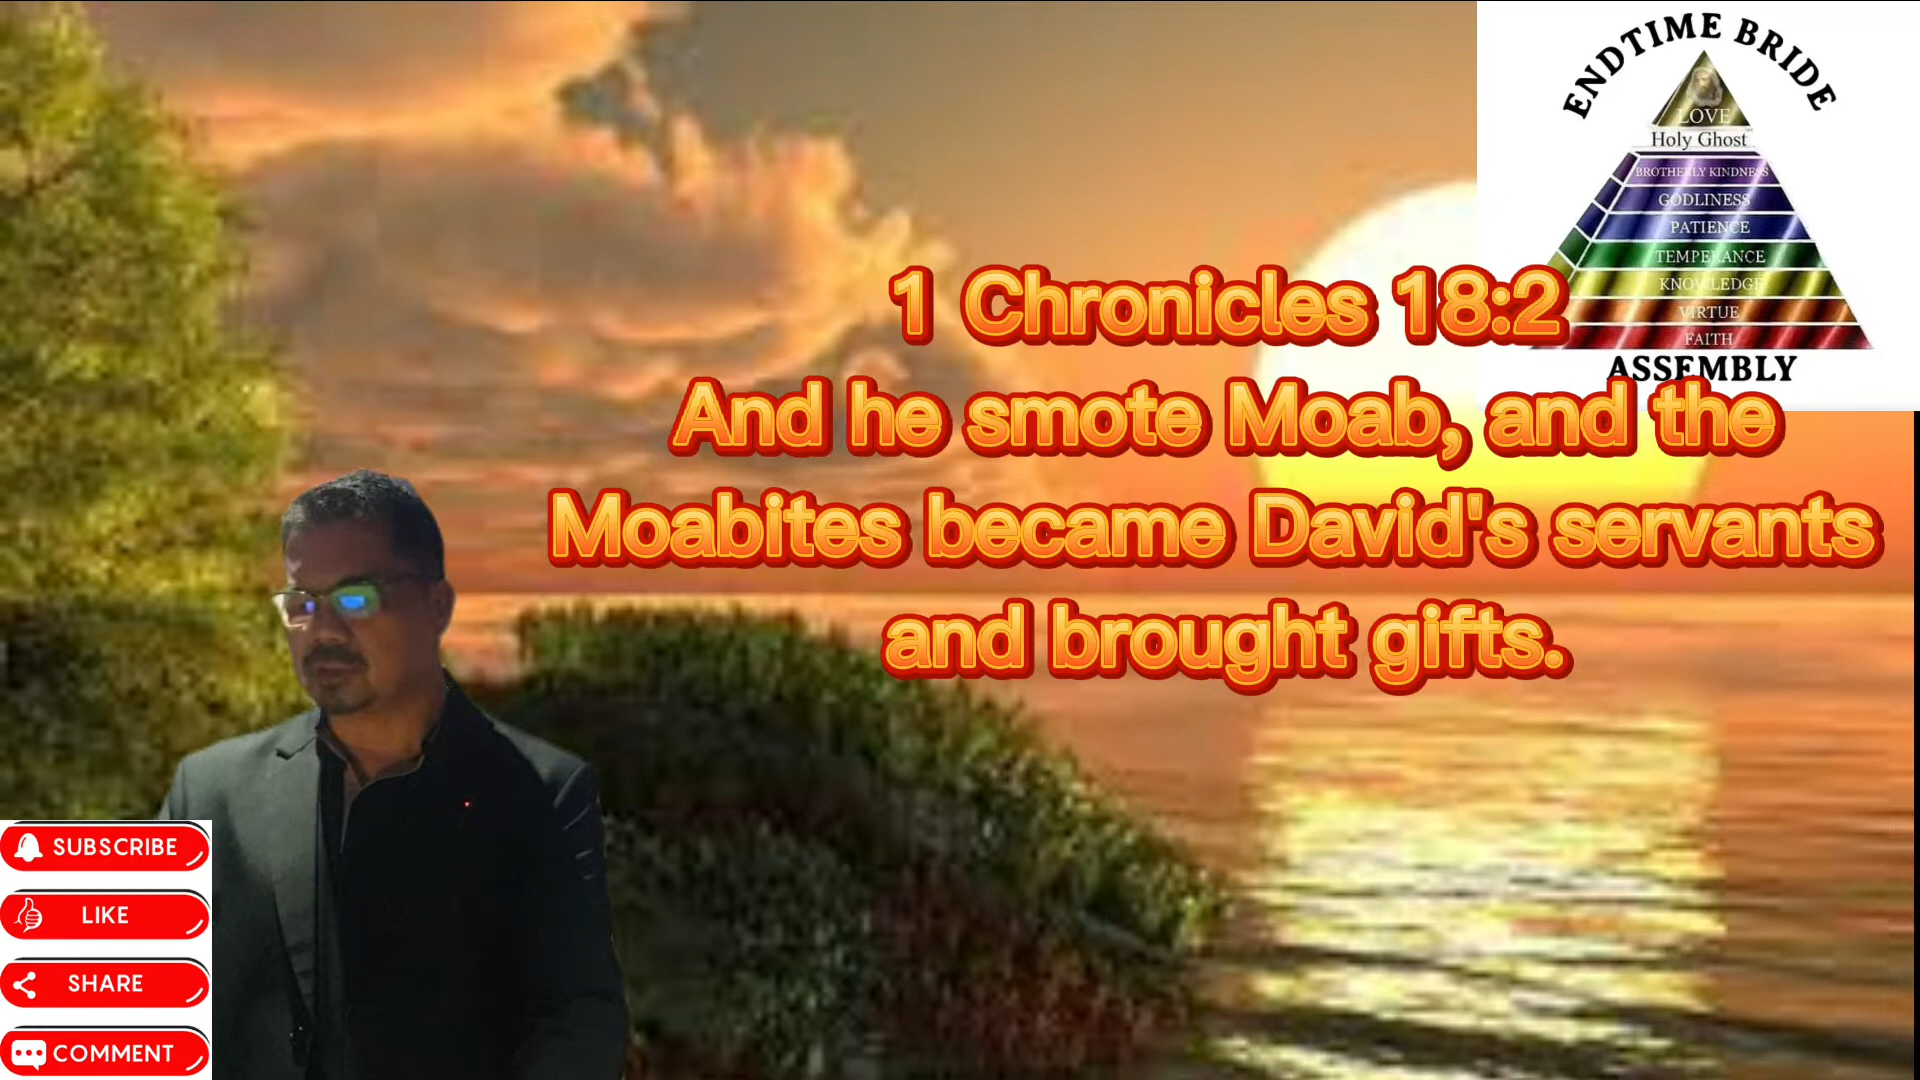 ENDTIME BRIDE
LOVE
Holy Ghost
BROTHERLY KINDNESS
GODLINESS
PATIENCE
TEMPERANCE
KNOWLEDGE
VIRTUE
FAITH
ASSEMBLY
1 Chronicles 18:2
And he smote Moab, and the
Moabites became David's servants
and brought gifts.
SUBSCRIBE
LIKE
SHARE
COMMENT